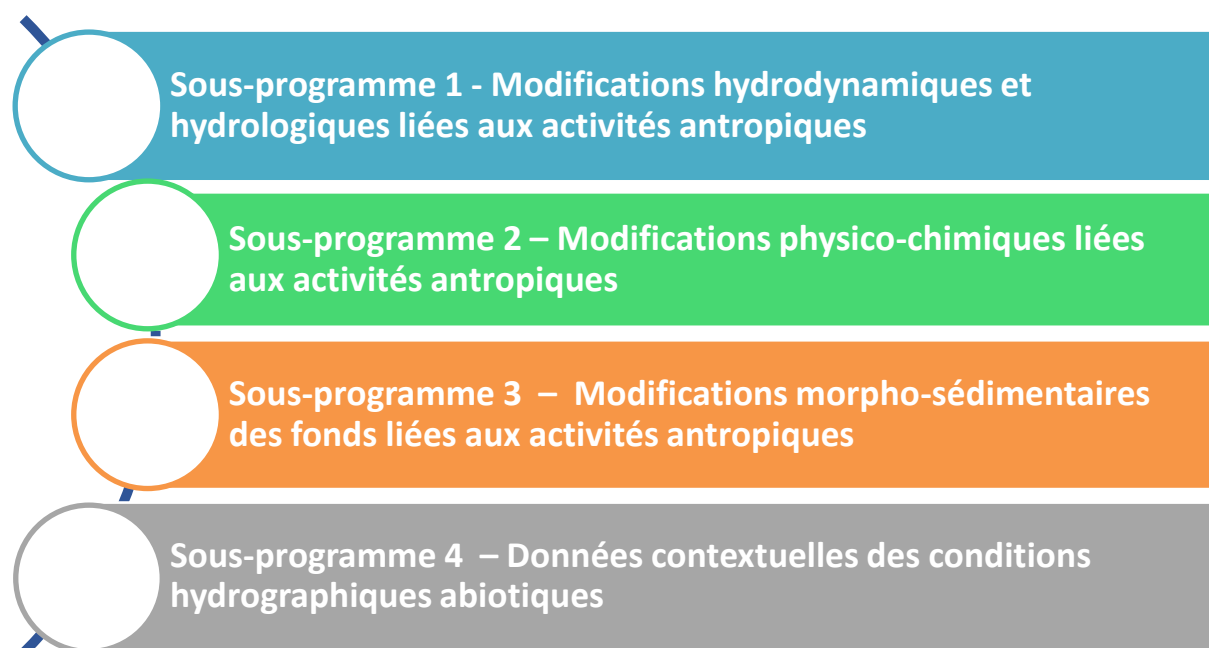 Sous-programme 1 - Modifications hydrodynamiques et
hydrologiques liées aux activités antropiques
Sous-programme 2 – Modifications physico-chimiques liées
aux activités antropiques
Sous-programme 3 – Modifications morpho-sédimentaires
des fonds liées aux activités antropiques
Sous-programme 4 – Données contextuelles des conditions
hydrographiques abiotiques